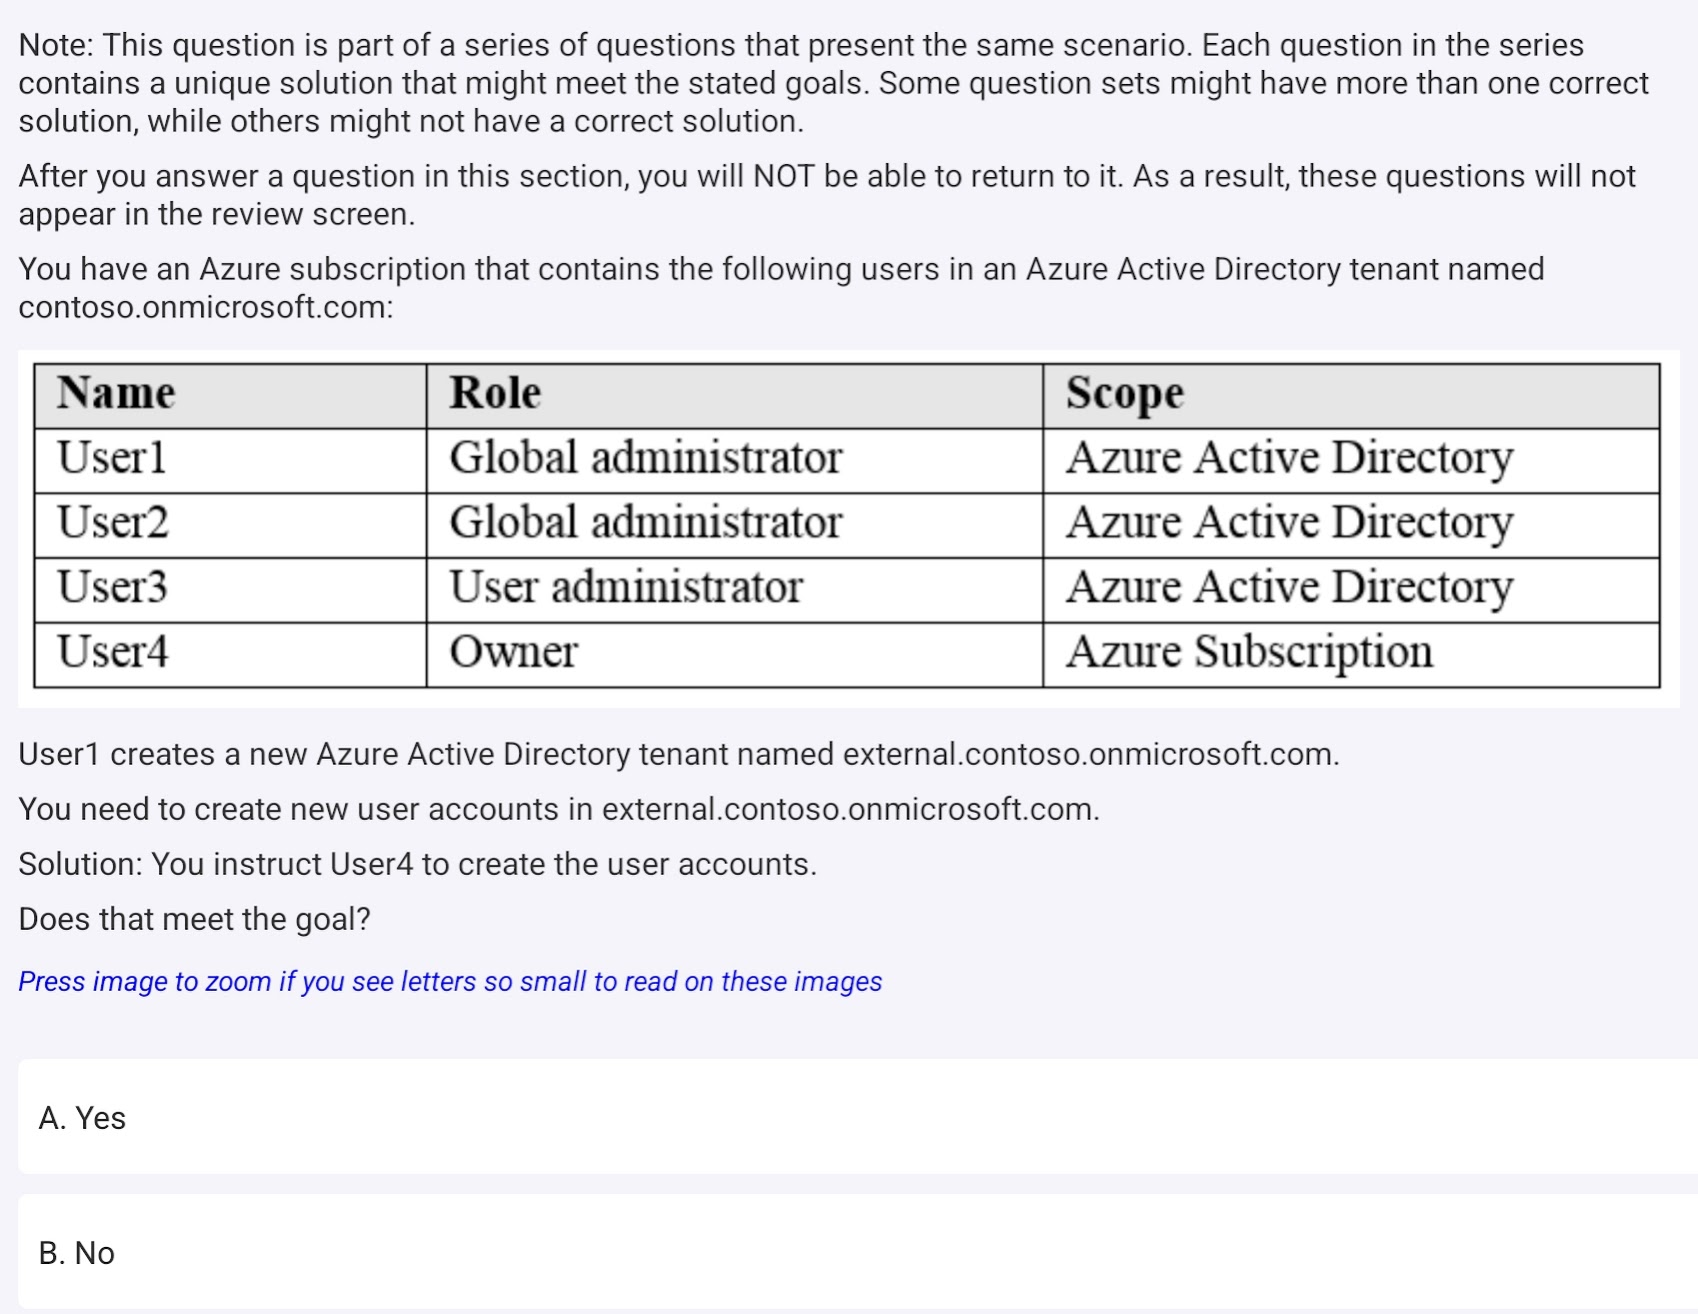 Note: This question is part of a series of questions that present the same scenario. Each question in the series
contains a unique solution that might meet the stated goals. Some question sets might have more than one correct
solution, while others might not have a correct solution.
After you answer a question in this section, you will NOT be able to return to it. As a result, these questions will not
appear in the review screen.
You have an Azure subscription that contains the following users in an Azure Active Directory tenant named
contoso.onmicrosoft.com:
Name Role Scope
User1 Global administrator Azure Active Directory
User2 Global administrator Azure Active Directory
User3 User administrator Azure Active Directory
User4 Owner Azure Subscription
User1 creates a new Azure Active Directory tenant named external.contoso.onmicrosoft.com.
You need to create new user accounts in external.contoso.onmicrosoft.com.
Solution: You instruct User4 to create the user accounts.
Does that meet the goal?
Press image to zoom if you see letters so small to read on these images
A. Yes
B. No